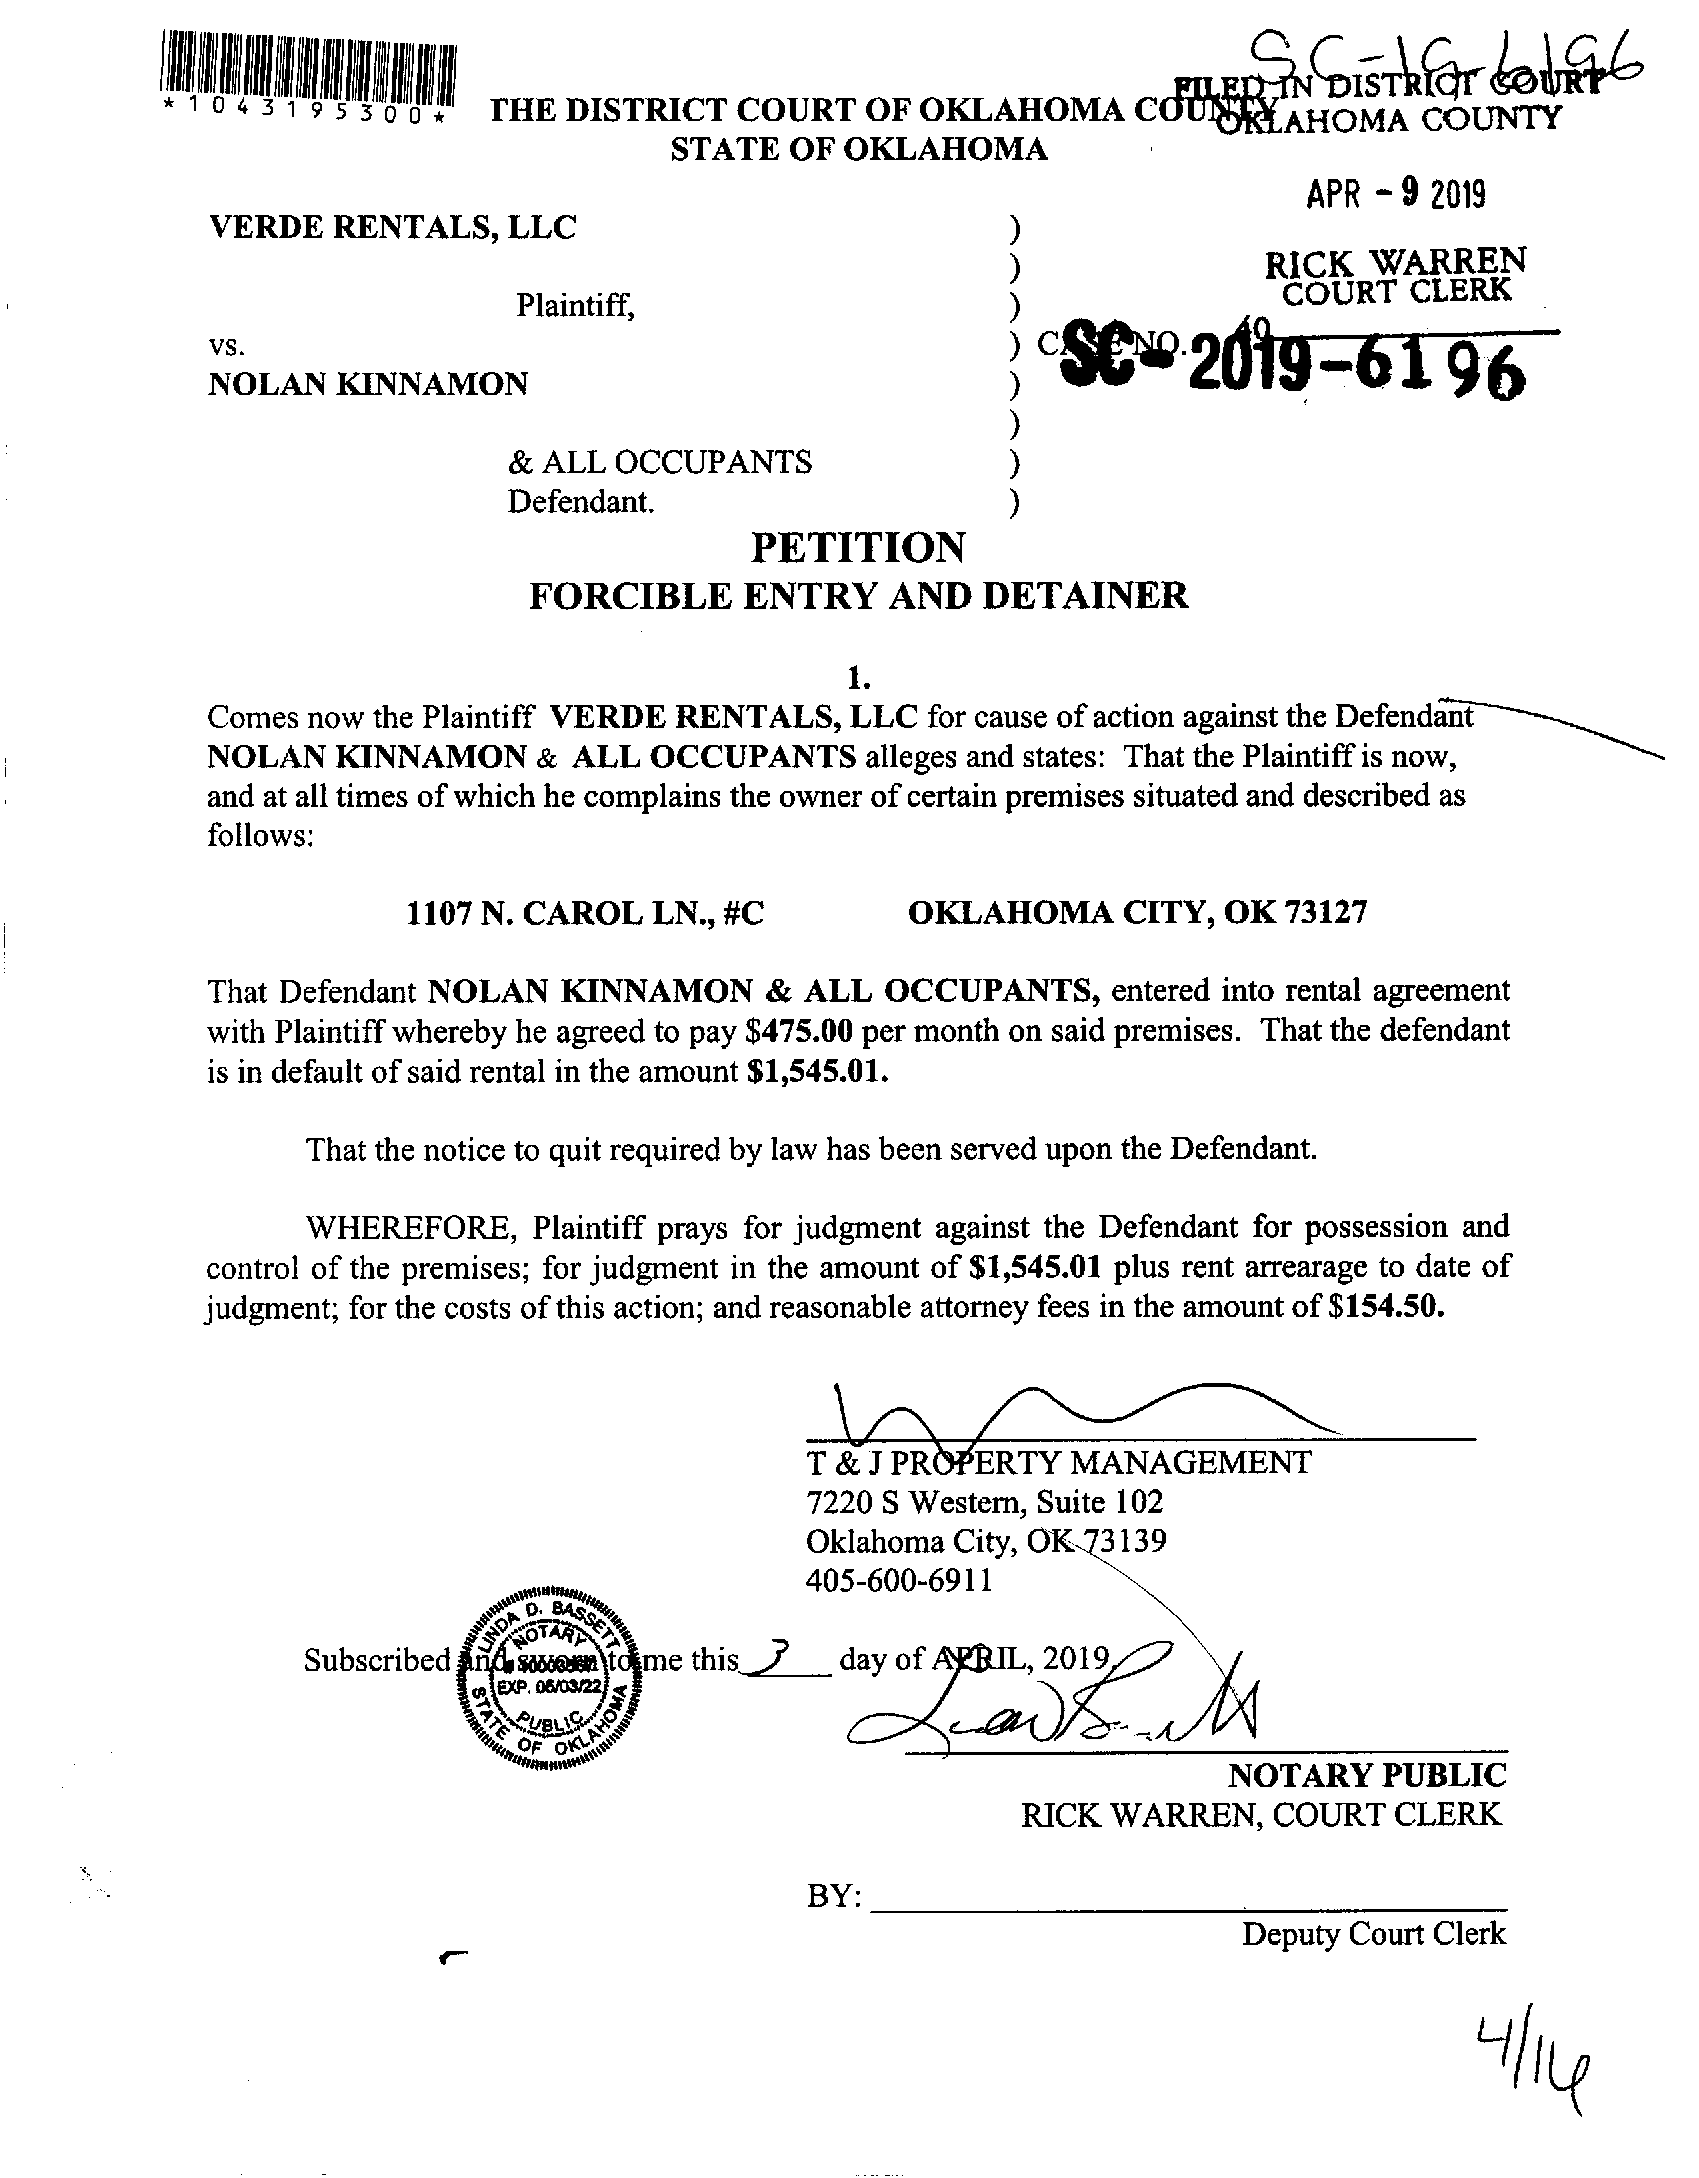 SC-19-6196
*1043195300*
THE DISTRICT COURT OF OKLAHOMA COUNTY
STATE OF OKLAHOMA
FILED IN DISTRICT COURT
OKLAHOMA COUNTY
APR - 9 2019
RICK WARREN
COURT CLERK
VERDE RENTALS, LLC )
)
Plaintiff, )
vs. ) CASE NO.
SC-2019-6196
NOLAN KINNAMON )
)
& ALL OCCUPANTS )
Defendant. )
PETITION
FORCIBLE ENTRY AND DETAINER
1.
Comes now the Plaintiff VERDE RENTALS, LLC for cause of action against the Defendant
NOLAN KINNAMON & ALL OCCUPANTS alleges and states: That the Plaintiff is now,
and at all times of which he complains the owner of certain premises situated and described as
follows:
1107 N. CAROL LN., #C OKLAHOMA CITY, OK 73127
That Defendant NOLAN KINNAMON & ALL OCCUPANTS, entered into rental agreement
with Plaintiff whereby he agreed to pay $475.00 per month on said premises. That the defendant
is in default of said rental in the amount $1,545.01.
That the notice to quit required by law has been served upon the Defendant.
WHEREFORE, Plaintiff prays for judgment against the Defendant for possession and
control of the premises; for judgment in the amount of $1,545.01 plus rent arrearage to date of
judgment; for the costs of this action; and reasonable attorney fees in the amount of $154.50.
T & J PROPERTY MANAGEMENT
7220 S Western, Suite 102
Oklahoma City, OK 73139
405-600-6911
Subscribed and sworn to me this 3 day of APRIL, 2019
LINDA D. BASSETT
NOTARY
EXP. 05/03/22
PUBLIC
STATE OF OKLAHOMA
NOTARY PUBLIC
RICK WARREN, COURT CLERK
BY:
Deputy Court Clerk
4/16